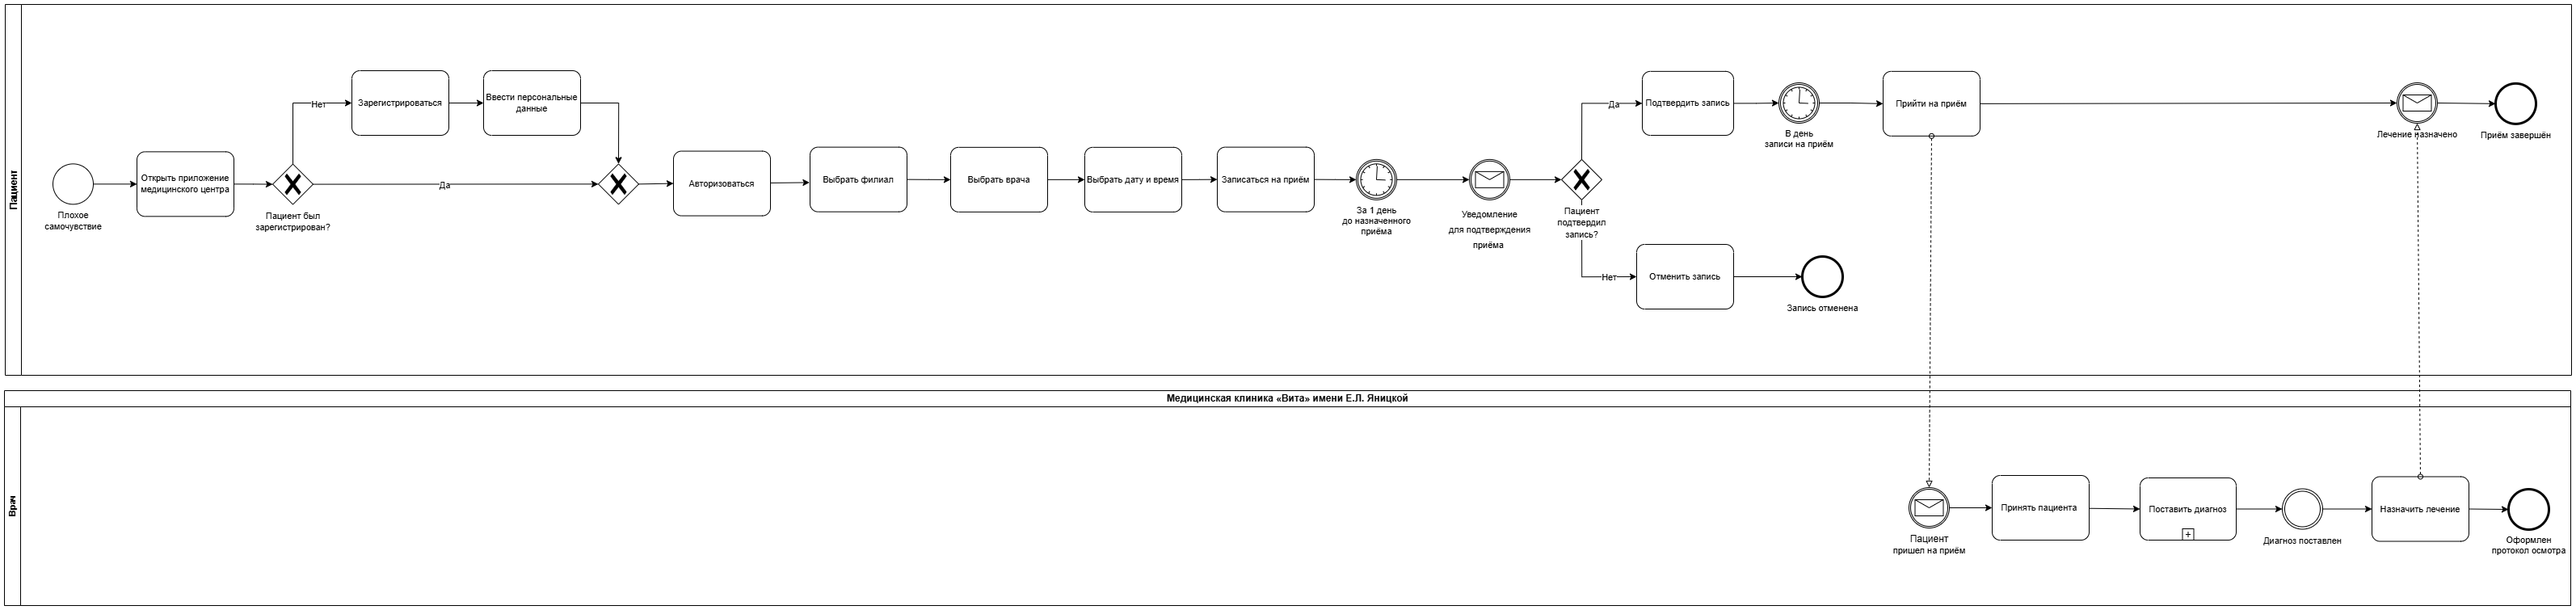 Пациент
Плохое
самочувствие
Открыть приложение
медицинского центра
Пациент был
зарегистрирован?
Нет
Зарегистрироваться
Ввести персональные
данные
Да
Авторизоваться
Выбрать филиал
Выбрать врача
Выбрать дату и время
Записаться на приём
За 1 день
до назначенного
приёма
Уведомление
для подтверждения
приёма
Пациент
подтвердил
запись?
Да
Подтвердить запись
В день
записи на приём
Прийти на приём
Лечение назначено
Приём завершён
Нет
Отменить запись
Запись отменена
Медицинская клиника «Вита» имени Е.Л. Яницкой
Врач
Пациент
пришел на приём
Принять пациента
Поставить диагноз
Диагноз поставлен
Назначить лечение
Оформлен
протокол осмотра